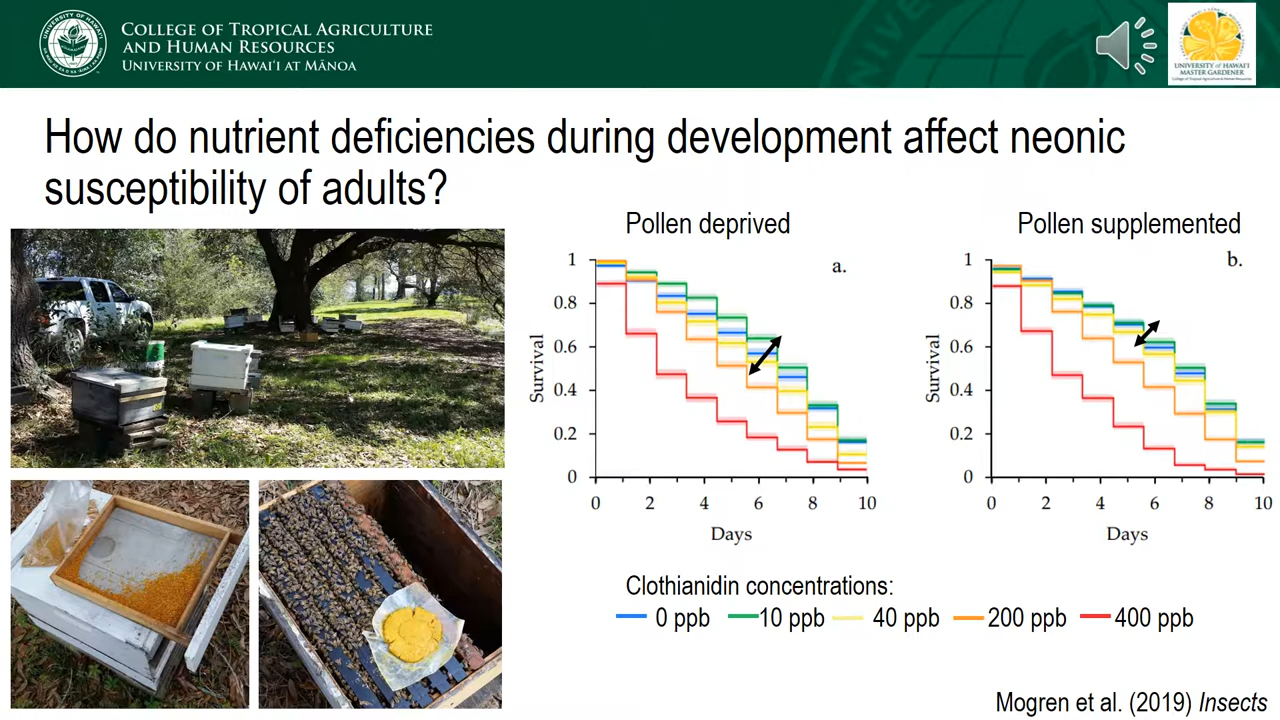 COLLEGE OF TROPICAL AGRICULTURE
AND HUMAN RESOURCES
UNIVERSITY OF HAWAIʻI AT MĀNOA
UNIVERSITY OF HAWAIʻI
MASTER GARDENER
How do nutrient deficiencies during development affect neonic
susceptibility of adults?
Pollen deprived
a.
Survival
1
0.8
0.6
0.4
0.2
0
0 2 4 6 8 10
Days
Pollen supplemented
b.
Survival
1
0.8
0.6
0.4
0.2
0
0 2 4 6 8 10
Days
Clothianidin concentrations:
0 ppb 10 ppb 40 ppb 200 ppb 400 ppb
Mogren et al. (2019) Insects